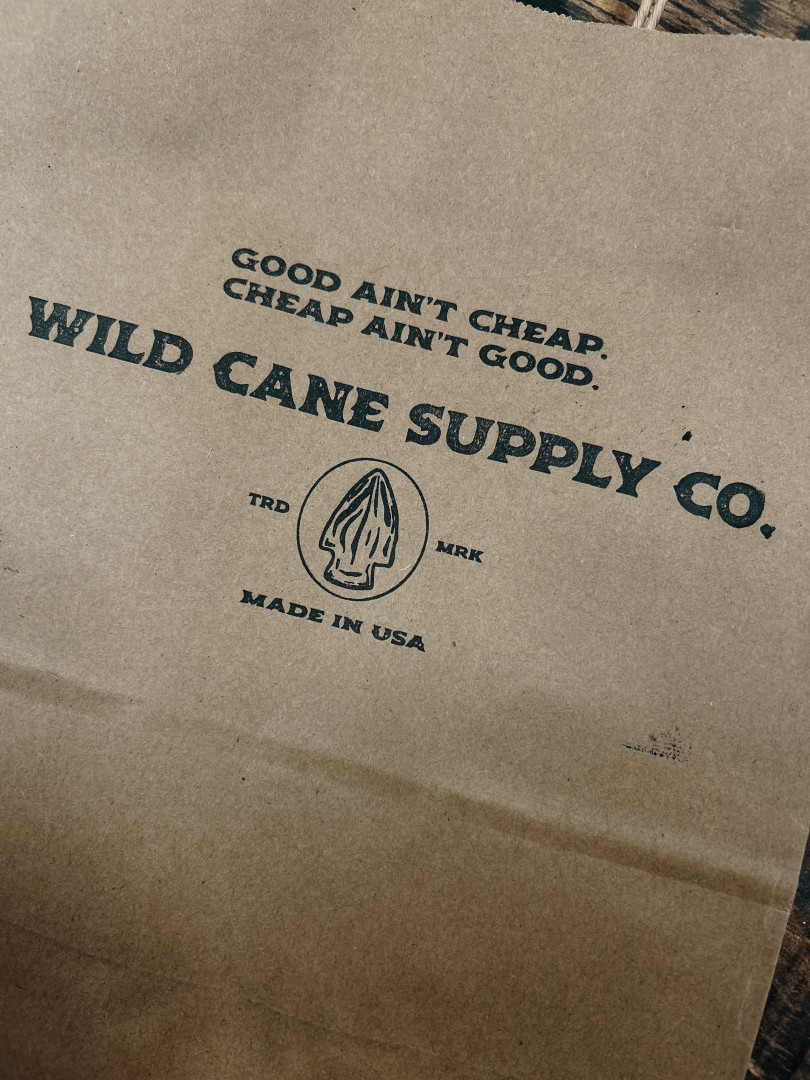 GOOD AIN'T CHEAP.
CHEAP AIN'T GOOD.
WILD CANE SUPPLY CO.
TRD MRK
MADE IN USA